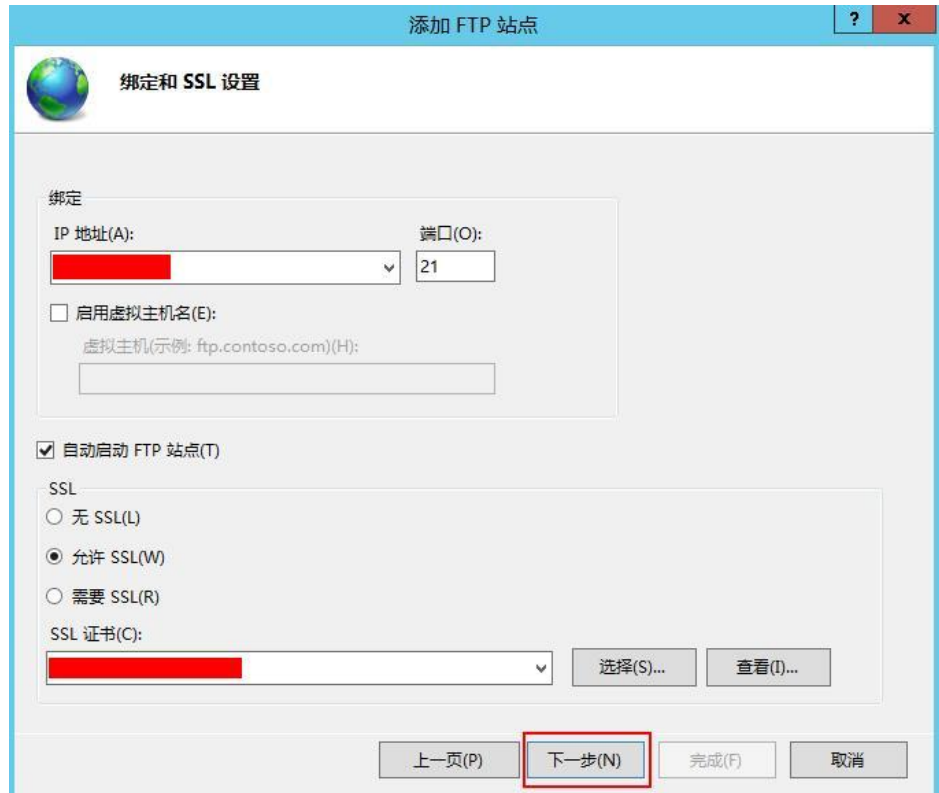 添加 FTP 站点
? x
绑定和 SSL 设置
绑定
IP 地址(A): 端口(O):
21
启用虚拟主机名(E):
虚拟主机(示例: ftp.contoso.com)(H):
自动启动 FTP 站点(T)
SSL
无 SSL(L)
允许 SSL(W)
需要 SSL(R)
SSL 证书(C):
选择(S)... 查看(I)...
上一页(P) 下一步(N) 完成(F) 取消